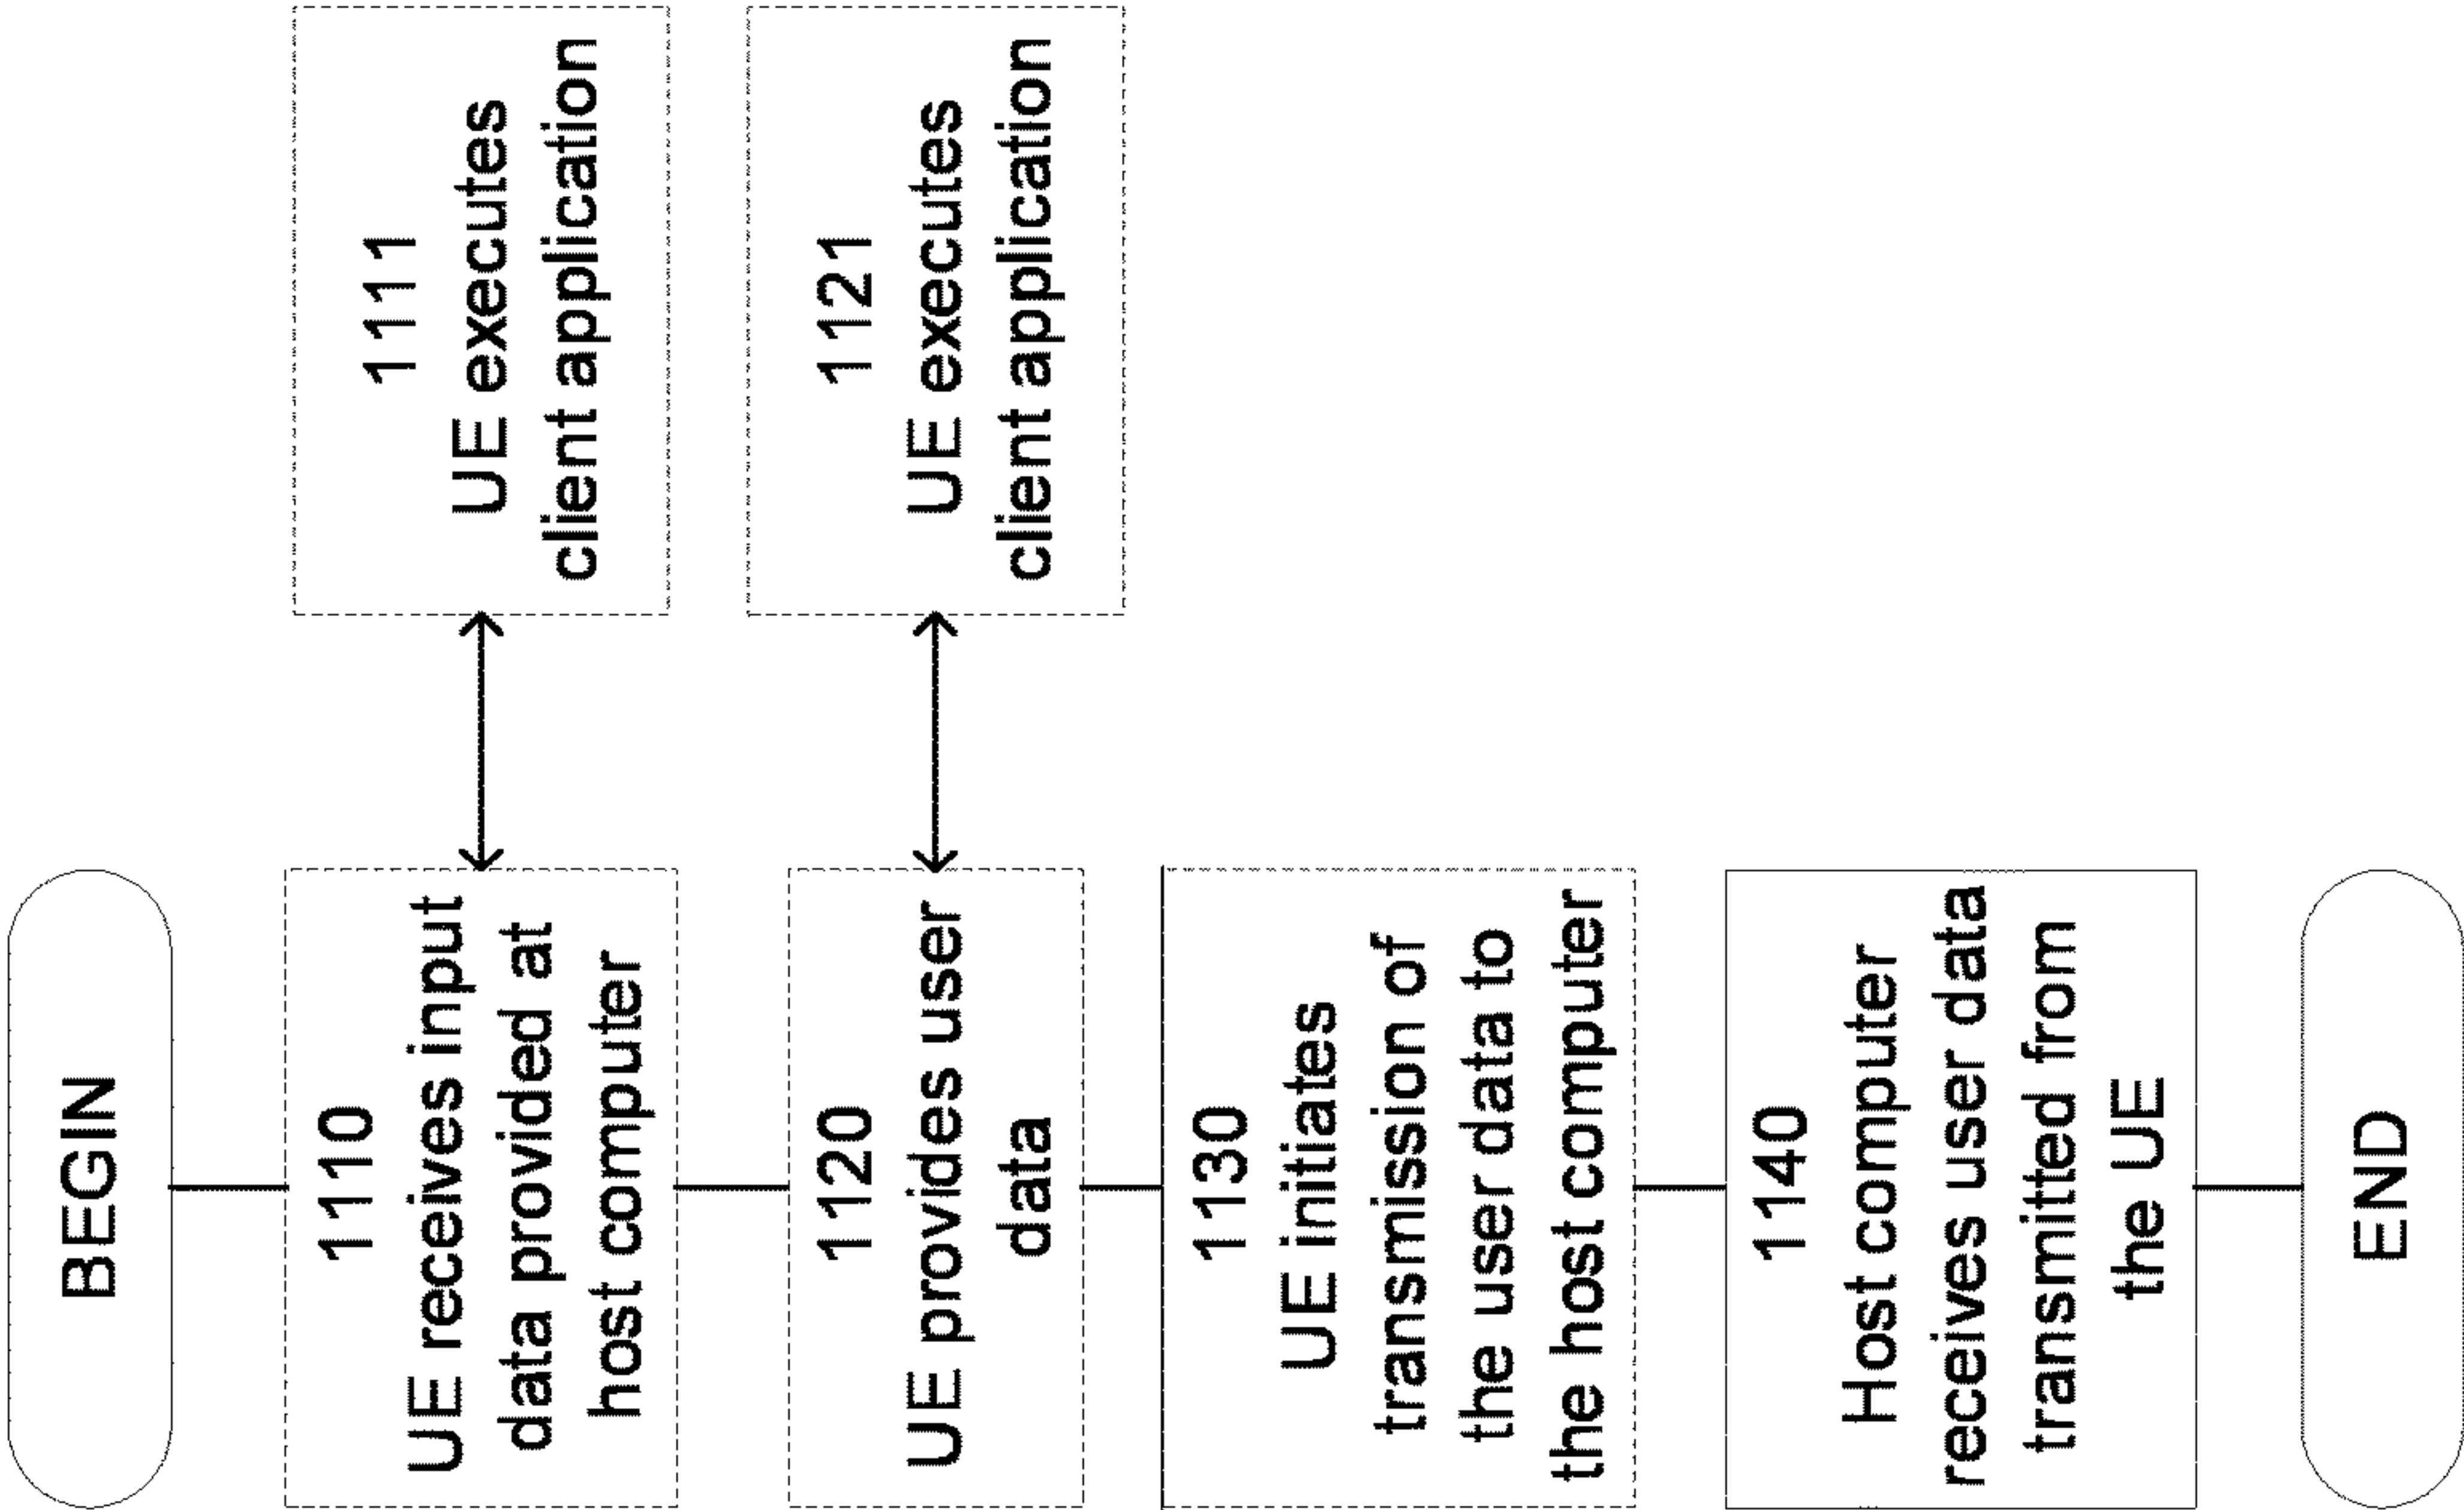 BEGIN
1110
UE receives input
data provided at
host computer
1111
UE executes
client application
1120
UE provides user
data
1121
UE executes
client application
1130
UE initiates
transmission of
the user data to
the host computer
1140
Host computer
receives user data
transmitted from
the UE
END